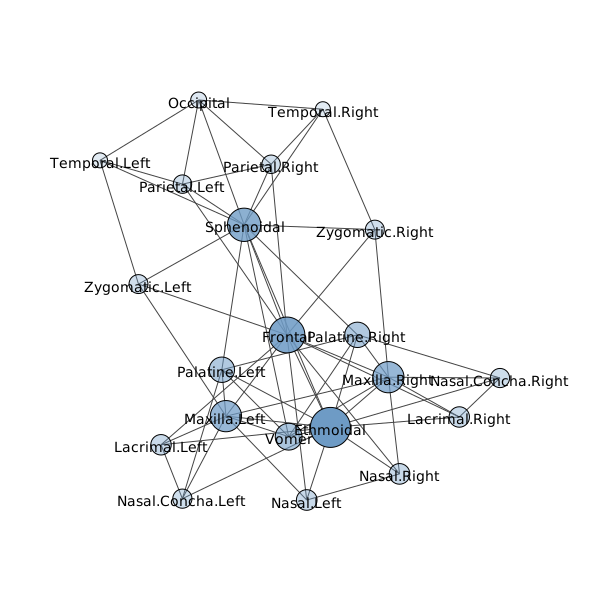 Occipital
Temporal.Right
Temporal.Left
Parietal.Right
Parietal.Left
Sphenoidal
Zygomatic.Right
Zygomatic.Left
Frontal
Palatine.Right
Palatine.Left
Maxilla.Right
Nasal.Concha.Right
Maxilla.Left
Lacrimal.Right
Ethmoidal
Vomer
Lacrimal.Left
Nasal.Right
Nasal.Concha.Left
Nasal.Left